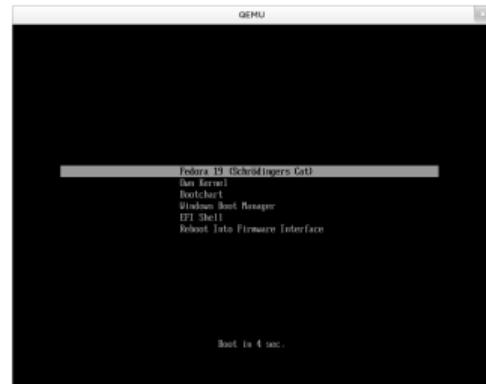 QEMU
Fedora 19 (Schrödingers Cat)
Own Kernel
Bootchart
Windows Boot Manager
EFI Shell
Reboot Into Firmware Interface
Boot in 4 sec.